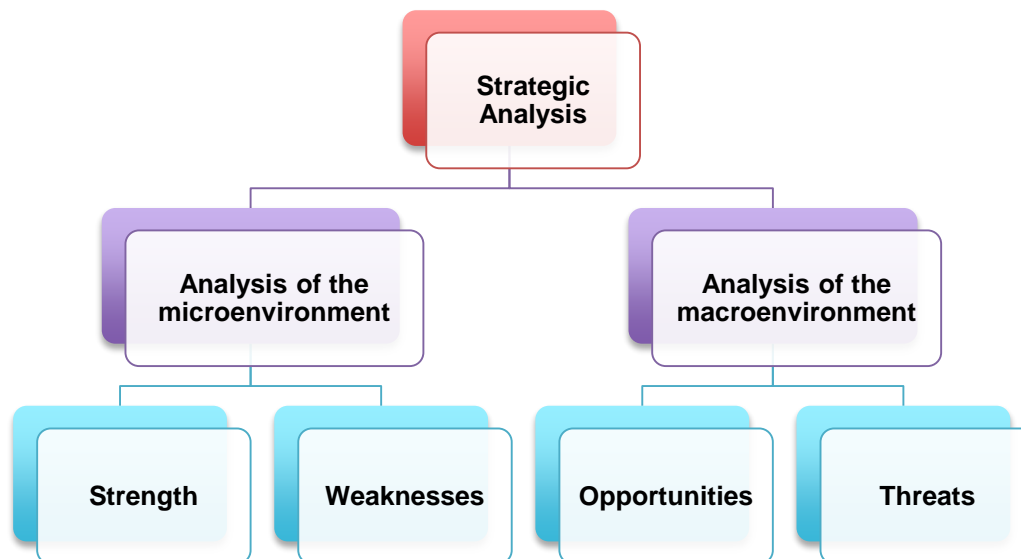 Strategic
Analysis
Analysis of the
microenvironment
Analysis of the
macroenvironment
Strength
Weaknesses
Opportunities
Threats